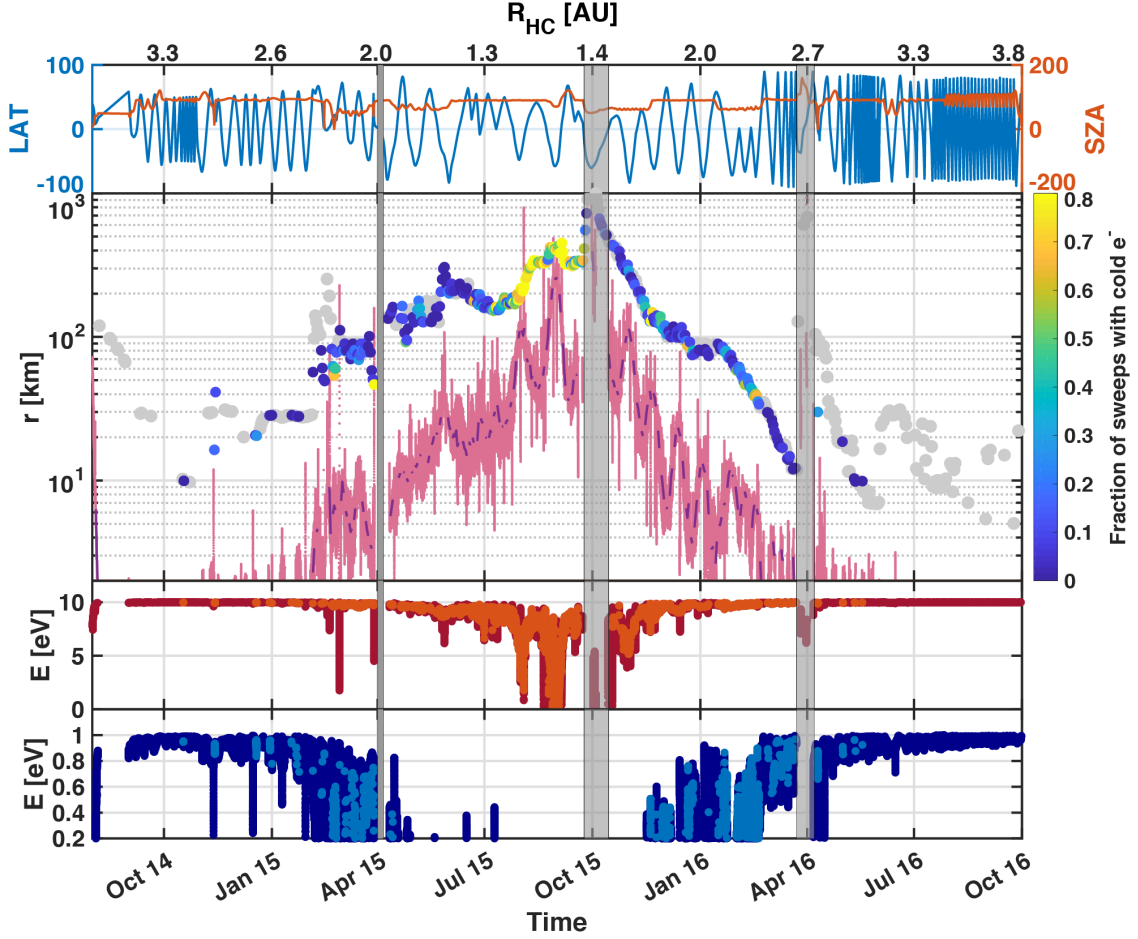 R_HC [AU]
3.3 2.6 2.0 1.3 1.4 2.0 2.7 3.3 3.8
100 200
LAT 0 0 SZA
-100 -200
10^3 0.8
0.7
0.6
10^2 0.5
r [km] 0.4 Fraction of sweeps with cold e^-
0.3
10^1 0.2
0.1
0
10
E [eV] 5
0
1
0.8
E [eV] 0.6
0.4
0.2
Oct 14 Jan 15 Apr 15 Jul 15 Oct 15 Jan 16 Apr 16 Jul 16 Oct 16
Time